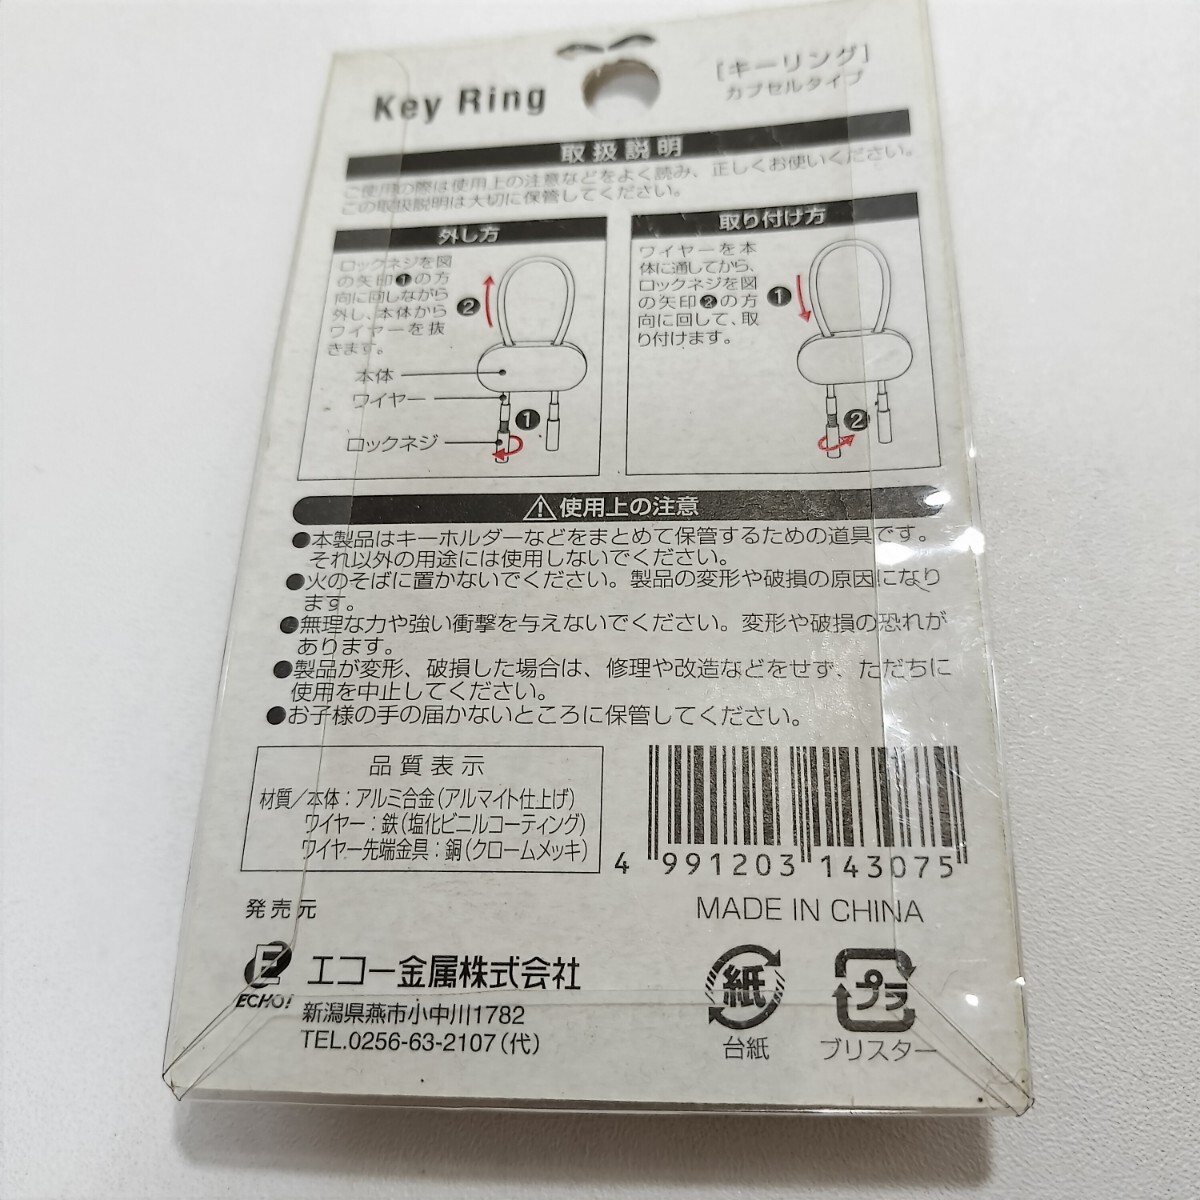 Key Ring
[キーリング]
カプセルタイプ
取扱説明
ご使用の際は使用上の注意などをよく読み、正しくお使いください。
この取扱説明は大切に保管してください。
外し方
ロックネジを図
の矢印❶の方
向に回しながら
外し、本体から
ワイヤーを抜
きます。
❷
本体
ワイヤー
❶
ロックネジ
取り付け方
ワイヤーを本
体に通してから、
ロックネジを図
の矢印❷の方
向に回して、取
り付けます。
❶
❷
⚠使用上の注意
●本製品はキーホルダーなどをまとめて保管するための道具です。
それ以外の用途には使用しないでください。
●火のそばに置かないでください。製品の変形や破損の原因になり
ます。
●無理な力や強い衝撃を与えないでください。変形や破損の恐れが
あります。
●製品が変形、破損した場合は、修理や改造などをせず、ただちに
使用を中止してください。
●お子様の手の届かないところに保管してください。
品質表示
材質/本体:アルミ合金(アルマイト仕上げ)
ワイヤー:鉄(塩化ビニルコーティング)
ワイヤー先端金具:銅(クロームメッキ)
4 991203 143075
MADE IN CHINA
発売元
E
ECHO!
エコー金属株式会社
新潟県燕市小中川1782
TEL.0256-63-2107(代)
紙
台紙
プラ
ブリスター